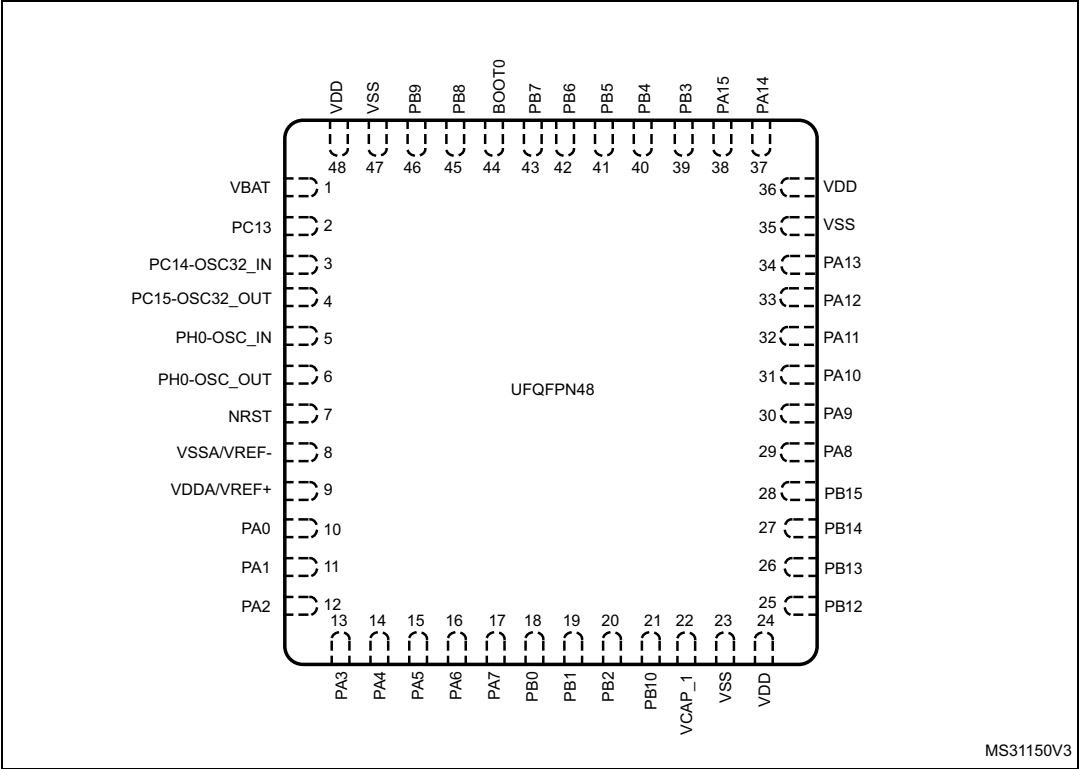 VDD
VSS
PB9
PB8
BOOT0
PB7
PB6
PB5
PB4
PB3
PA15
PA14
48
47
46
45
44
43
42
41
40
39
38
37
VBAT 1
PC13 2
PC14-OSC32_IN 3
PC15-OSC32_OUT 4
PH0-OSC_IN 5
PH0-OSC_OUT 6
NRST 7
VSSA/VREF- 8
VDDA/VREF+ 9
PA0 10
PA1 11
PA2 12
UFQFPN48
36 VDD
35 VSS
34 PA13
33 PA12
32 PA11
31 PA10
30 PA9
29 PA8
28 PB15
27 PB14
26 PB13
25 PB12
13
14
15
16
17
18
19
20
21
22
23
24
PA3
PA4
PA5
PA6
PA7
PB0
PB1
PB2
PB10
VCAP_1
VSS
VDD
MS31150V3